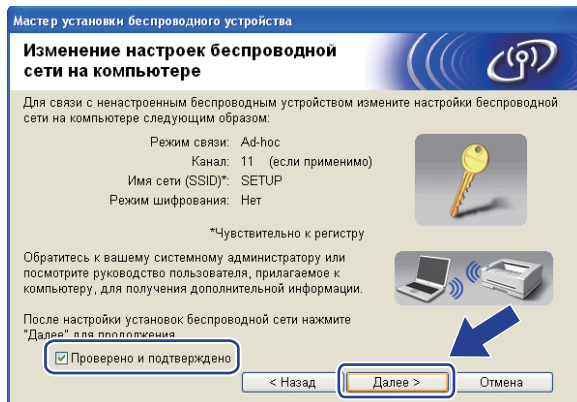 Мастер установки беспроводного устройства
Изменение настроек беспроводной
сети на компьютере
Для связи с ненастроенным беспроводным устройством измените настройки беспроводной
сети на компьютере следующим образом:
Режим связи: Ad-hoc
Канал: 11 (если применимо)
Имя сети (SSID)*: SETUP
Режим шифрования: Нет
*Чувствительно к регистру
Обратитесь к вашему системному администратору или
посмотрите руководство пользователя, прилагаемое к
компьютеру, для получения дополнительной информации.
После настройки установок беспроводной сети нажмите
"Далее" для продолжения
Проверено и подтверждено
< Назад Далее > Отмена